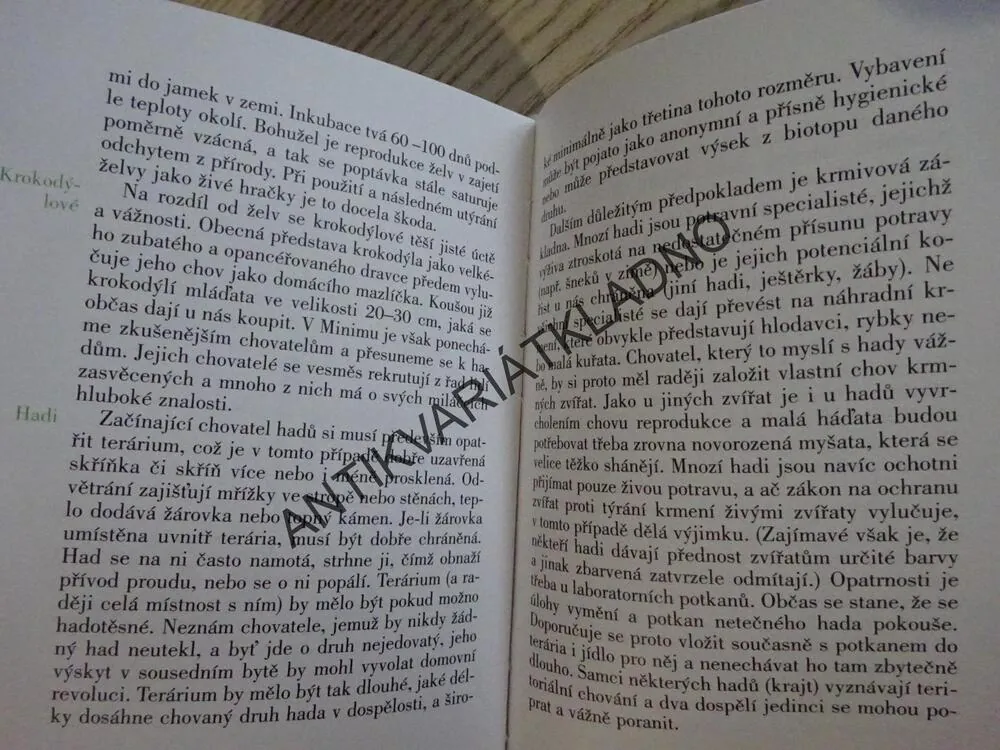 mi do jamek v zemi. Inkubace tvá 60–100 dnů pod-
le teploty okolí. Bohužel je reprodukce želv v zajetí
poměrně vzácná, a tak se poptávka stále saturuje
odchytem z přírody. Při použití a následném utýrání
želvy jako živé hračky je to docela škoda.
Krokodý-
lové
Na rozdíl od želv se krokodýlové těší jisté úctě
a vážnosti. Obecná představa krokodýla jako velké-
ho zubatého a opancéřovaného dravce předem vylu-
čuje jeho chov jako domácího mazlíčka. Koušou již
krokodýlí mláďata ve velikosti 20–30 cm, jaká se
občas dají u nás koupit. V Minimu je však ponechá-
me zkušenějším chovatelům a přesuneme se k ha-
dům. Jejich chovatelé se vesměs rekrutují z řad lidí
zasvěcených a mnoho z nich má o svých miláčcích
hluboké znalosti.
Hadi
Začínající chovatel hadů si musí především opat-
řit terárium, což je v tomto případě dobře uzavřená
skříňka či skříň více nebo i méně prosklená. Od-
větrání zajišťují mřížky ve stropě nebo stěnách, tep-
lo dodává žárovka nebo topný kámen. Je-li žárovka
umístěna uvnitř terária, musí být dobře chráněná.
Had se na ni často namotá, strhne ji, čímž obnaží
přívod proudu, nebo se o ni popálí. Terárium (a ra-
ději celá místnost s ním) by mělo být pokud možno
hadotěsné. Neznám chovatele, jemuž by nikdy žád-
ný had neutekl, a byť jde o druh nejedovatý, jeho
výskyt v sousedním bytě by mohl vyvolat domovní
revoluci. Terárium by mělo být tak dlouhé, jaké dél-
ky dosáhne chovaný druh hada v dospělosti, a širo-
ké minimálně jako třetina tohoto rozměru. Vybavení
může být pojato jako anonymní a přísně hygienické
nebo může představovat výsek z biotopu daného
druhu.
Dalším důležitým předpokladem je krmivová zá-
kladna. Mnozí hadi jsou potravní specialisté, jejichž
výživa ztroskotá na nedostatečném přísunu potravy
(např. šneků v zimě) nebo je jejich potenciální ko-
řist u nás chráněna (jiní hadi, ještěrky, žáby). Ne
všichni specialisté se dají převést na náhradní kr-
mení, které obvykle představují hlodavci, rybky ne-
bo malá kuřata. Chovatel, který to myslí s hady váž-
ně, by si proto měl raději založit vlastní chov krm-
ných zvířat. Jako u jiných zvířat je i u hadů vyvr-
cholením chovu reprodukce a malá háďata budou
potřebovat třeba zrovna novorozená myšata, která se
velice těžko shánějí. Mnozí hadi jsou navíc ochotni
přijímat pouze živou potravu, a ač zákon na ochranu
zvířat proti týrání krmení živými zvířaty vylučuje,
v tomto případě dělá výjimku. (Zajímavé však je, že
někteří hadi dávají přednost zvířatům určité barvy
a jinak zbarvená zatvrzele odmítají.) Opatrnosti je
třeba u laboratorních potkanů. Občas se stane, že se
úlohy vymění a potkan netečného hada pokouše.
Doporučuje se proto vložit současně s potkanem do
terária i jídlo pro něj a nenechávat ho tam zbytečně
dlouho. Samci některých hadů (krajt) vyznávají teri-
toriální chování a dva dospělí jedinci se mohou po-
prat a vážně poranit.
ANTIKVARIÁTKLADNO